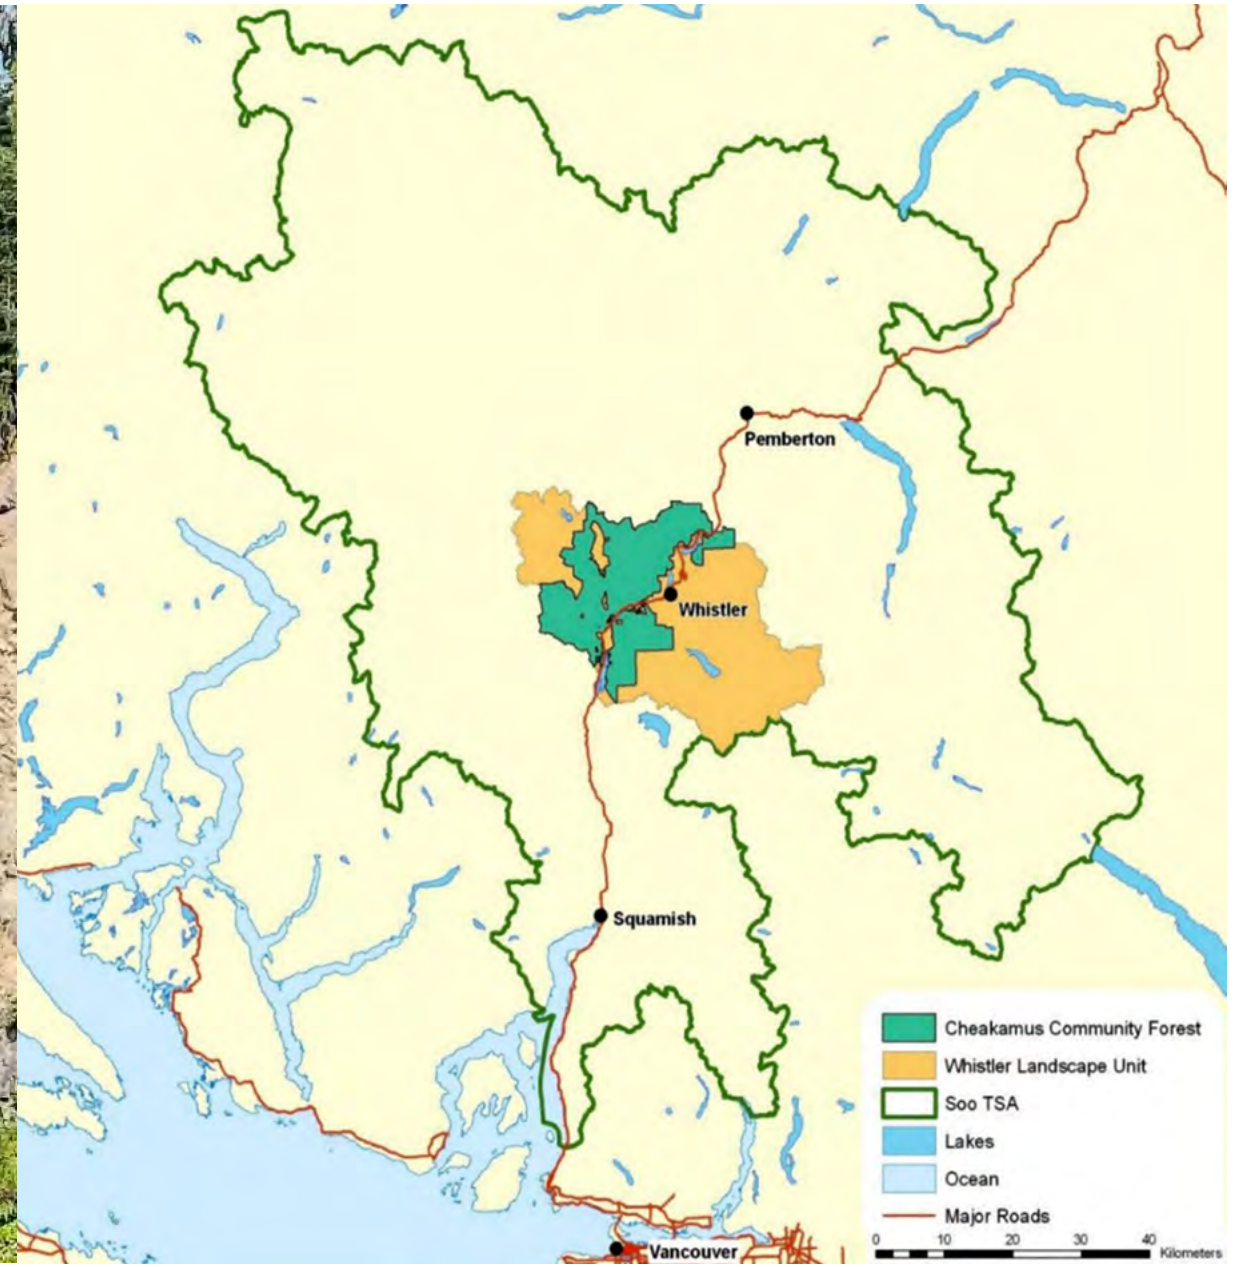 Pemberton
Whistler
Squamish
Vancouver
Cheakamus Community Forest
Whistler Landscape Unit
Soo TSA
Lakes
Ocean
Major Roads
0 10 20 30 40
Kilometers